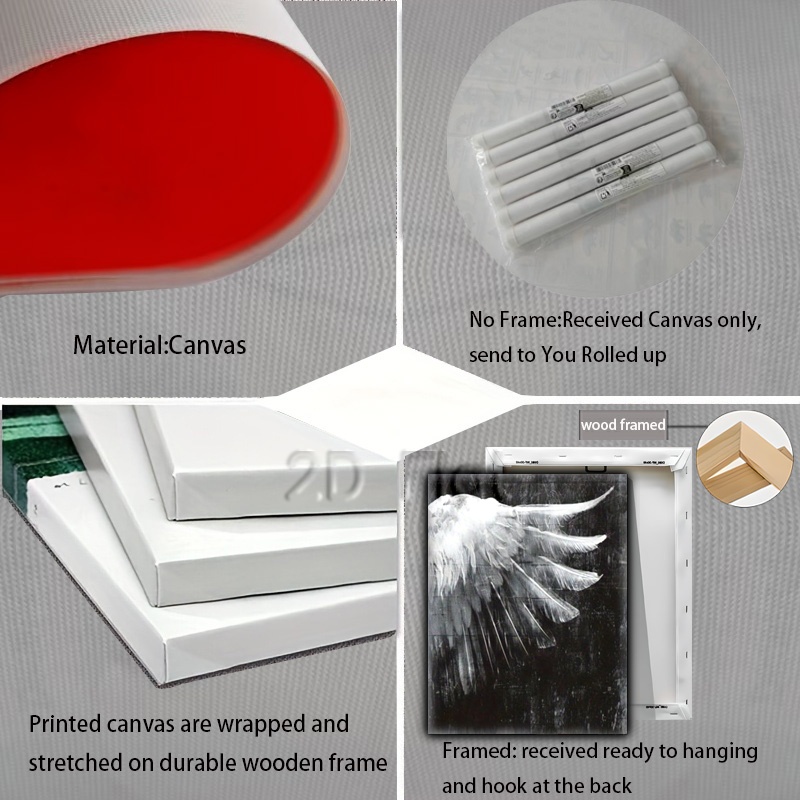 Material:Canvas
No Frame:Received Canvas only,
send to You Rolled up
wood framed
2D
Printed canvas are wrapped and
stretched on durable wooden frame
Framed: received ready to hanging
and hook at the back